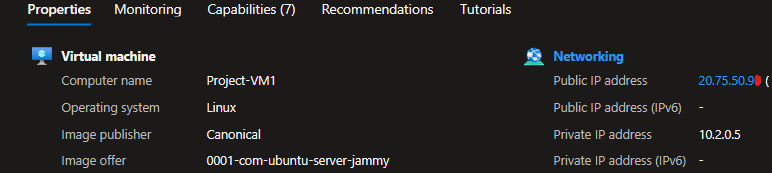 Properties Monitoring Capabilities (7) Recommendations Tutorials
Virtual machine
Computer name Project-VM1
Operating system Linux
Image publisher Canonical
Image offer 0001-com-ubuntu-server-jammy
Networking
Public IP address 20.75.50.9 (
Public IP address (IPv6) -
Private IP address 10.2.0.5
Private IP address (IPv6) -